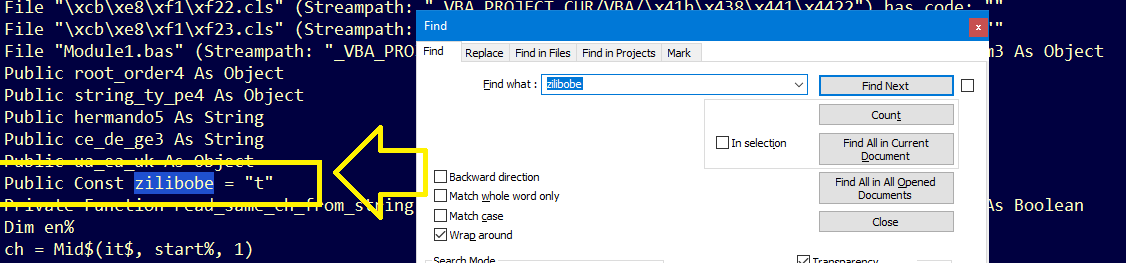 File "\xcb\xe8\xf1\xf22.cls" (Streampath: "_VBA_PROJECT_CUR/VBA/\x41b\x438\x441\x4422") has code: ""
File "\xcb\xe8\xf1\xf23.cls" (Stream
File "Module1.bas" (Streampath: "_VBA_PRO
m3 As Object
Public root_order4 As Object
Public string_ty_pe4 As Object
Public hermando5 As String
Public ce_de_ge3 As String
Public ua_ea_uk As Object
Public Const zilibobe = "t"
Private Function read_same_ch_from_string
As Boolean
Dim en%
ch = Mid$(it$, start%, 1)
Find
x
Find
Replace
Find in Files
Find in Projects
Mark
Find what :
zilibobe
Find Next
Count
In selection
Find All in Current
Document
Find All in All Opened
Documents
Close
Backward direction
Match whole word only
Match case
Wrap around
Search Mode
Transparency